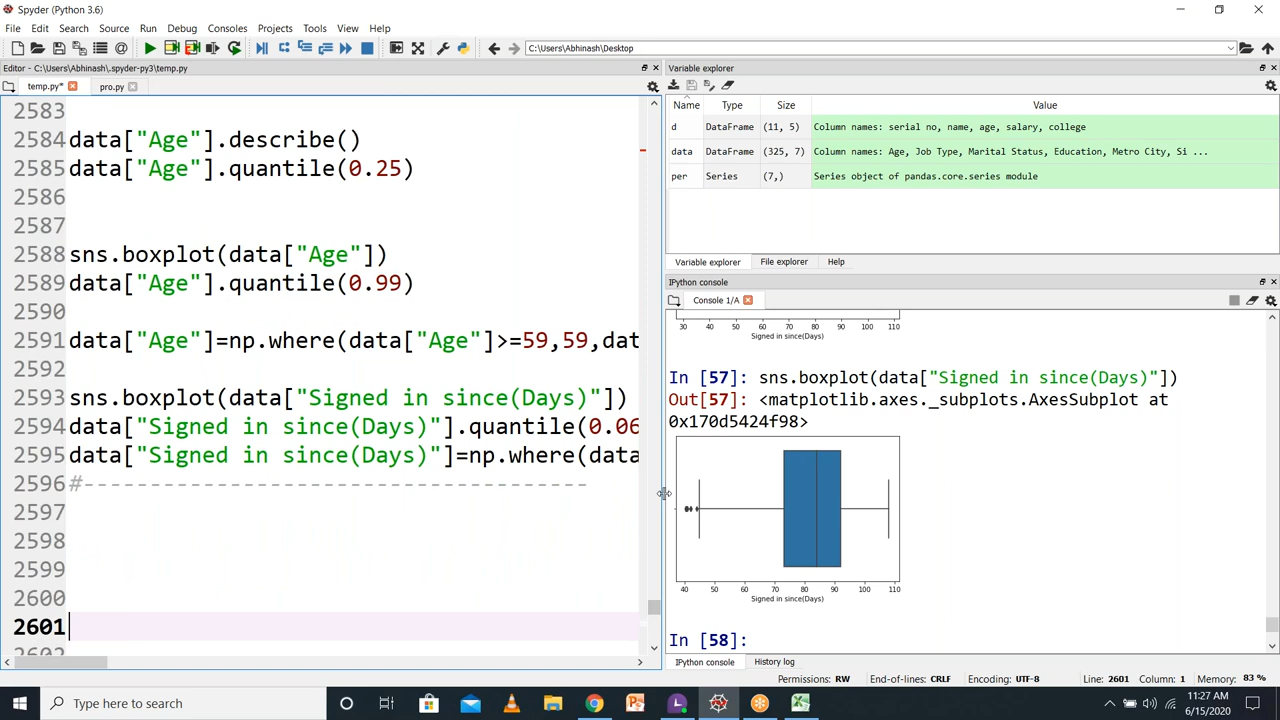 Spyder (Python 3.6)
File Edit Search Source Run Debug Consoles Projects Tools View Help
C:\Users\Abhinash\Desktop
Editor - C:\Users\Abhinash\.spyder-py3\temp.py
temp.py* pro.py
2583
2584 data["Age"].describe()
2585 data["Age"].quantile(0.25)
2586
2587
2588 sns.boxplot(data["Age"])
2589 data["Age"].quantile(0.99)
2590
2591 data["Age"]=np.where(data["Age"]>=59,59,dat
2592
2593 sns.boxplot(data["Signed in since(Days)"])
2594 data["Signed in since(Days)"].quantile(0.06
2595 data["Signed in since(Days)"]=np.where(data
2596 #--------------------------------------
2597
2598
2599
2600
2601
2602
Variable explorer
Name Type Size Value
d DataFrame (11, 5) Column names: serial no, name, age, salary, college
data DataFrame (325, 7) Column names: Age, Job Type, Marital Status, Education, Metro City, Si ...
per Series (7,) Series object of pandas.core.series module
Variable explorer File explorer Help
IPython console
Console 1/A
30 40 50 60 70 80 90 100 110
Signed in since(Days)
In [57]: sns.boxplot(data["Signed in since(Days)"])
Out[57]: <matplotlib.axes._subplots.AxesSubplot at
0x170d5424f98>
40 50 60 70 80 90 100 110
Signed in since(Days)
In [58]:
IPython console History log
Permissions: RW End-of-lines: CRLF Encoding: UTF-8 Line: 2601 Column: 1 Memory: 83 %
Type here to search
11:27 AM
6/15/2020